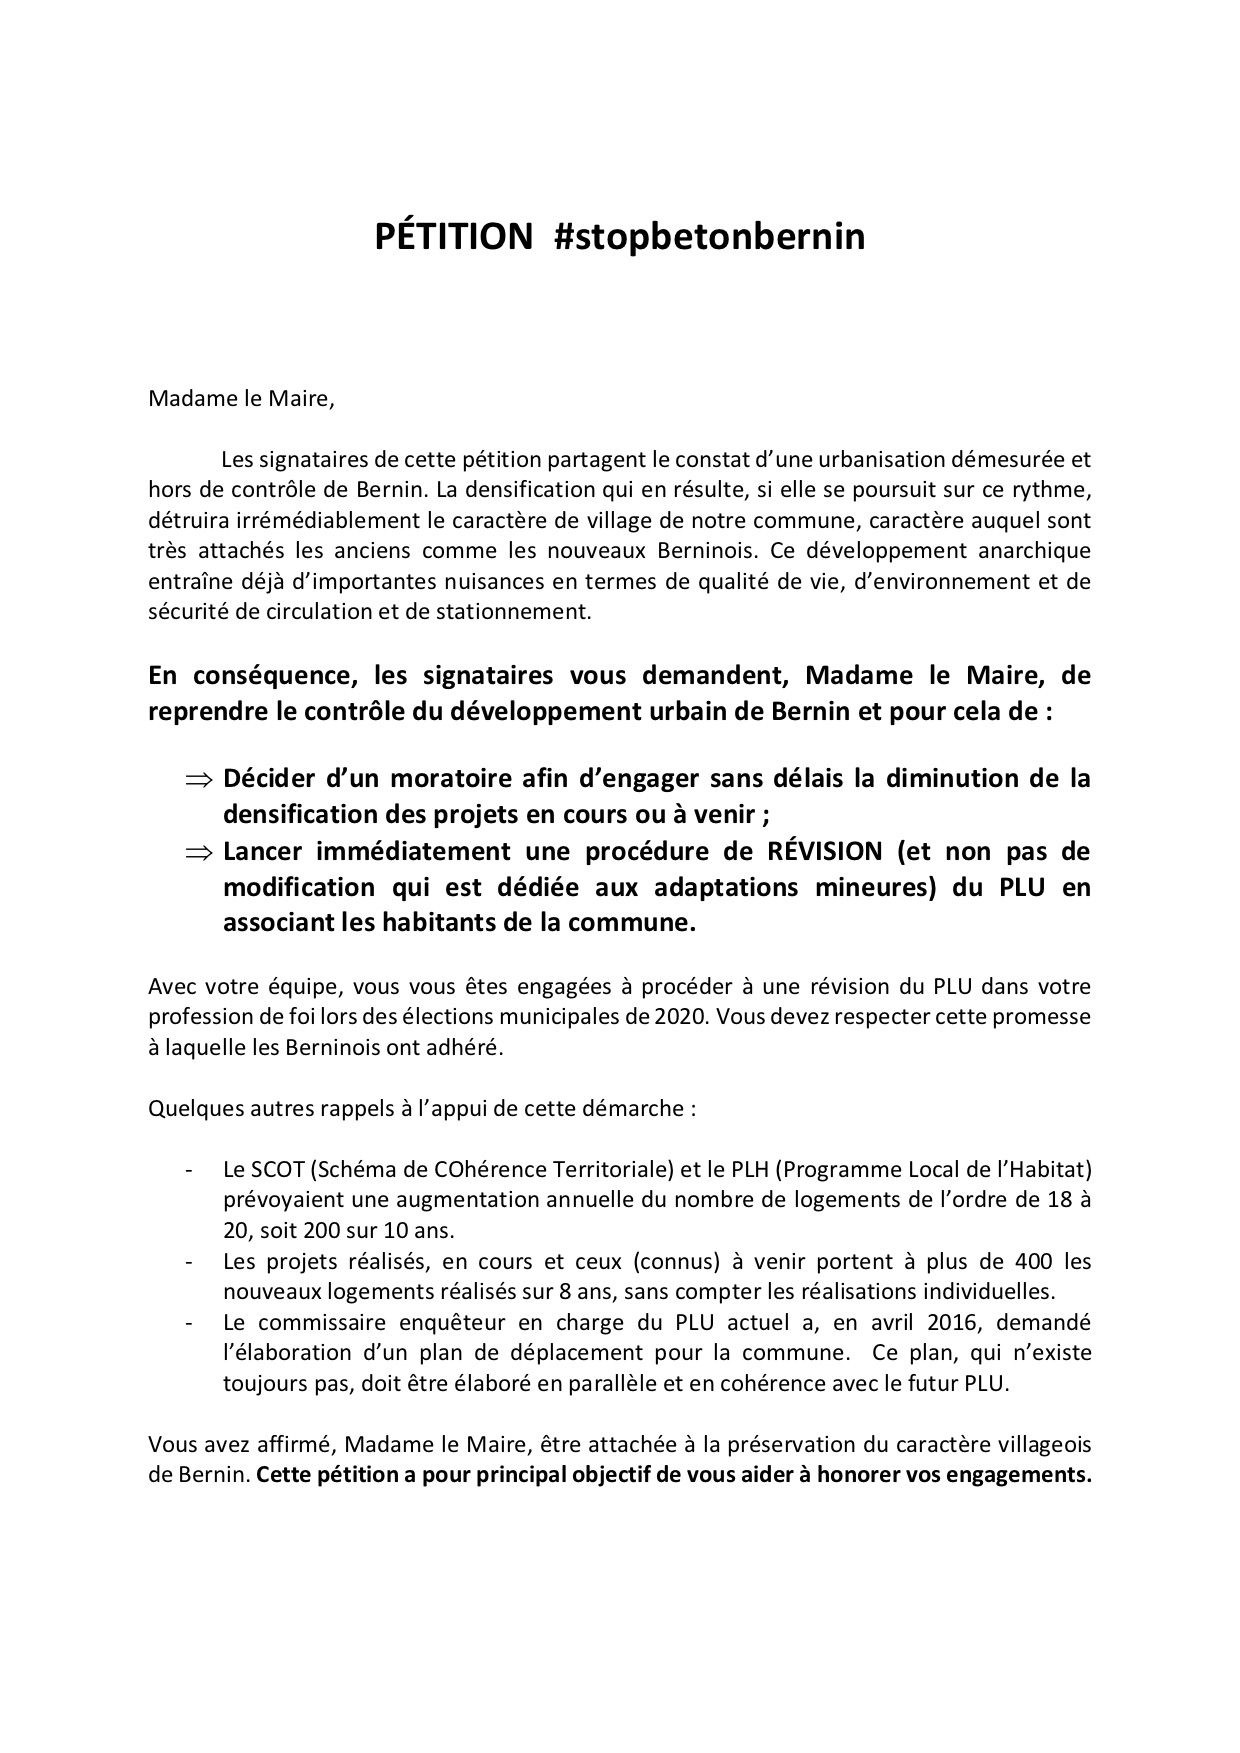 PÉTITION  #stopbetonbernin
Madame le Maire,
Les signataires de cette pétition partagent le constat d’une urbanisation démesurée et
hors de contrôle de Bernin. La densification qui en résulte, si elle se poursuit sur ce rythme,
détruira irrémédiablement le caractère de village de notre commune, caractère auquel sont
très attachés les anciens comme les nouveaux Berninois. Ce développement anarchique
entraîne déjà d’importantes nuisances en termes de qualité de vie, d’environnement et de
sécurité de circulation et de stationnement.
En conséquence, les signataires vous demandent, Madame le Maire, de
reprendre le contrôle du développement urbain de Bernin et pour cela de :
⇒ Décider d’un moratoire afin d’engager sans délais la diminution de la
densification des projets en cours ou à venir ;
⇒ Lancer immédiatement une procédure de RÉVISION (et non pas de
modification qui est dédiée aux adaptations mineures) du PLU en
associant les habitants de la commune.
Avec votre équipe, vous vous êtes engagées à procéder à une révision du PLU dans votre
profession de foi lors des élections municipales de 2020. Vous devez respecter cette promesse
à laquelle les Berninois ont adhéré.
Quelques autres rappels à l’appui de cette démarche :
- Le SCOT (Schéma de COhérence Territoriale) et le PLH (Programme Local de l’Habitat)
prévoyaient une augmentation annuelle du nombre de logements de l’ordre de 18 à
20, soit 200 sur 10 ans.
- Les projets réalisés, en cours et ceux (connus) à venir portent à plus de 400 les
nouveaux logements réalisés sur 8 ans, sans compter les réalisations individuelles.
- Le commissaire enquêteur en charge du PLU actuel a, en avril 2016, demandé
l’élaboration d’un plan de déplacement pour la commune.  Ce plan, qui n’existe
toujours pas, doit être élaboré en parallèle et en cohérence avec le futur PLU.
Vous avez affirmé, Madame le Maire, être attachée à la préservation du caractère villageois
de Bernin. Cette pétition a pour principal objectif de vous aider à honorer vos engagements.